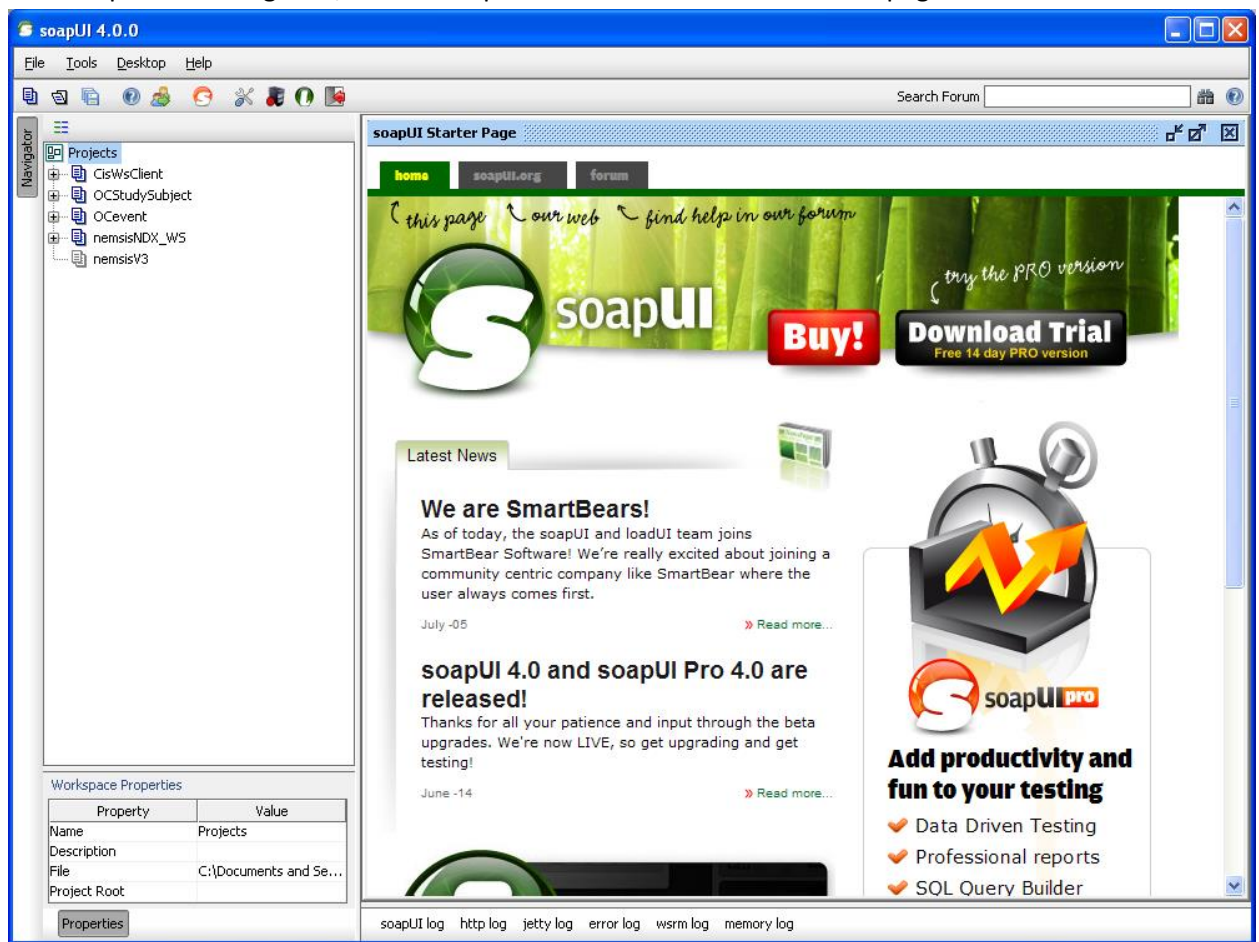 soapUI 4.0.0
File Tools Desktop Help
Search Forum
Navigator
Projects
CisWsClient
OCStudySubject
OCevent
nemsisNDX_WS
nemsisV3
soapUI Starter Page
home soapUI.org forum
this page our web find help in our forum
try the PRO version
soapUI
Buy!
Download Trial
Free 14 day PRO version
Latest News
We are SmartBears!
As of today, the soapUI and loadUI team joins
SmartBear Software! We're really excited about joining a
community centric company like SmartBear where the
user always comes first.
July -05 » Read more...
soapUI 4.0 and soapUI Pro 4.0 are
released!
Thanks for all your patience and input through the beta
upgrades. We're now LIVE, so get upgrading and get
testing!
June -14 » Read more...
soapUI pro
Add productivity and
fun to your testing
Data Driven Testing
Professional reports
SQL Query Builder
Workspace Properties
Property Value
Name Projects
Description
File C:\Documents and Se...
Project Root
Properties
soapUI log http log jetty log error log wsrm log memory log